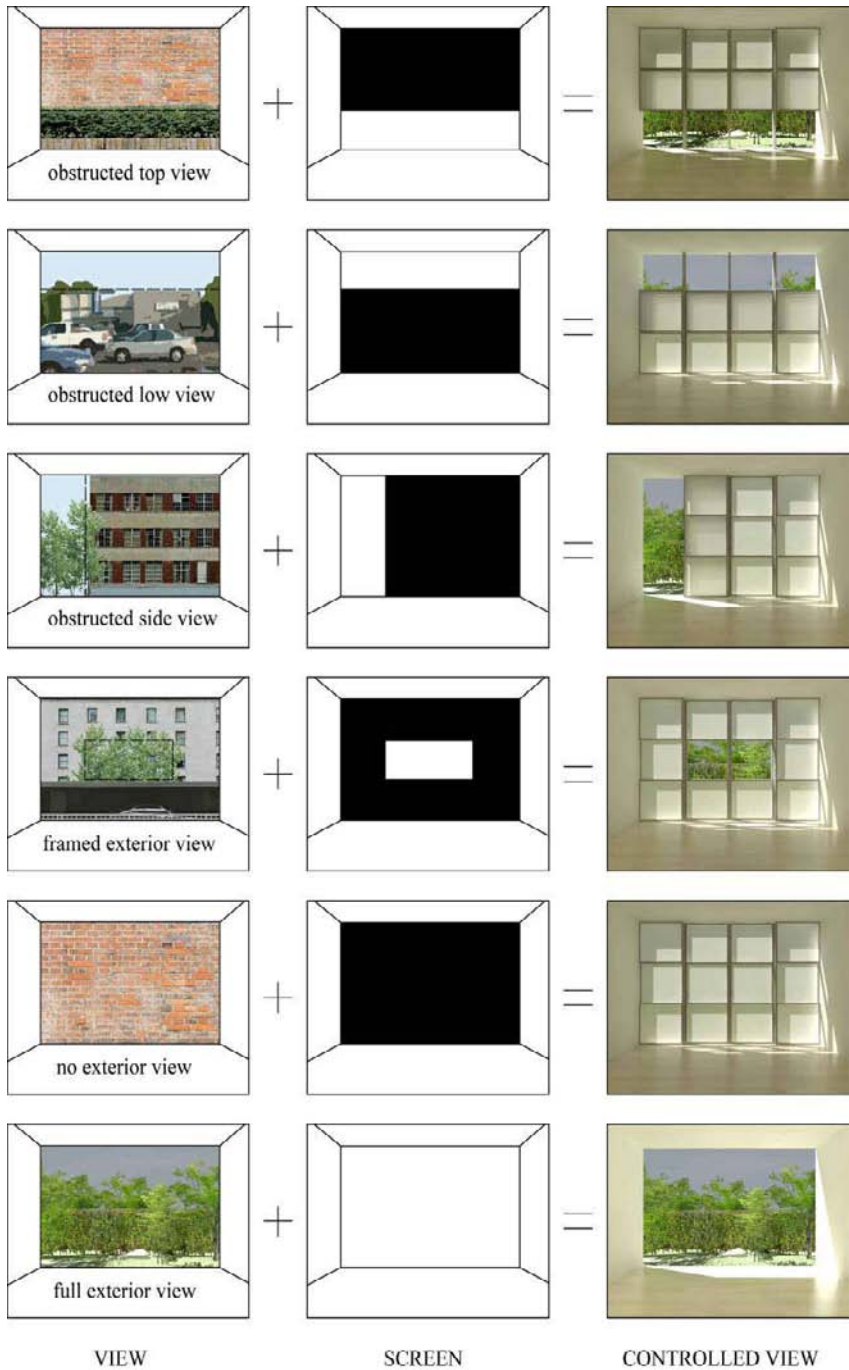 obstructed top view
obstructed low view
obstructed side view
framed exterior view
no exterior view
full exterior view
VIEW SCREEN CONTROLLED VIEW